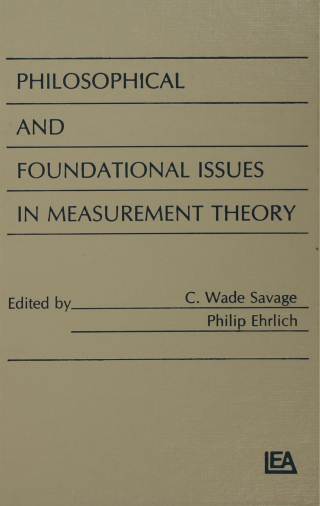 PHILOSOPHICAL
AND
FOUNDATIONAL ISSUES
IN MEASUREMENT THEORY
Edited by C. Wade Savage
Philip Ehrlich
LEA